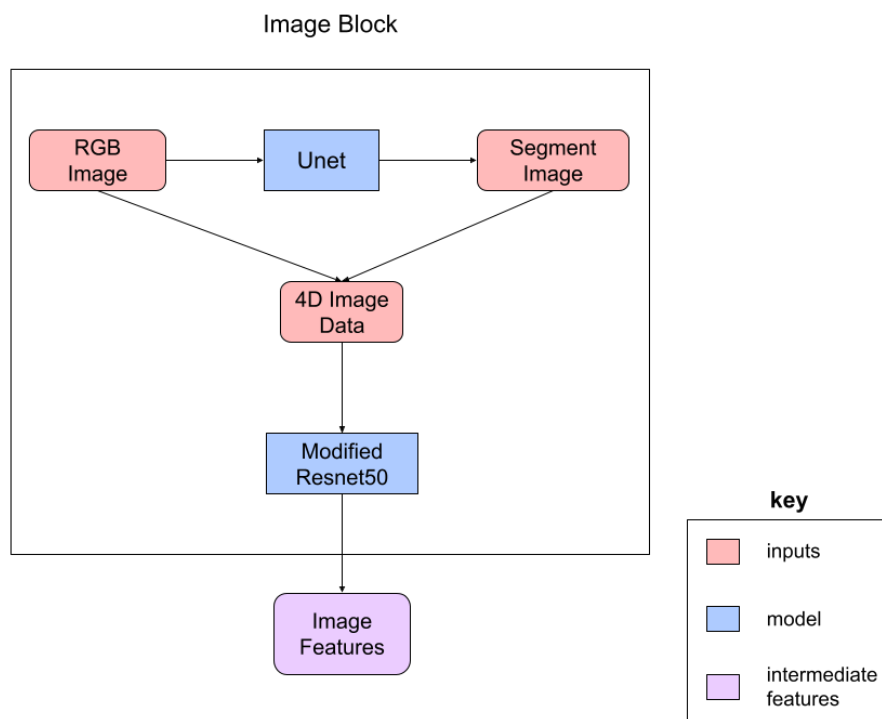 Image Block
RGB
Image
Unet
Segment
Image
4D Image
Data
Modified
Resnet50
Image
Features
key
inputs
model
intermediate
features